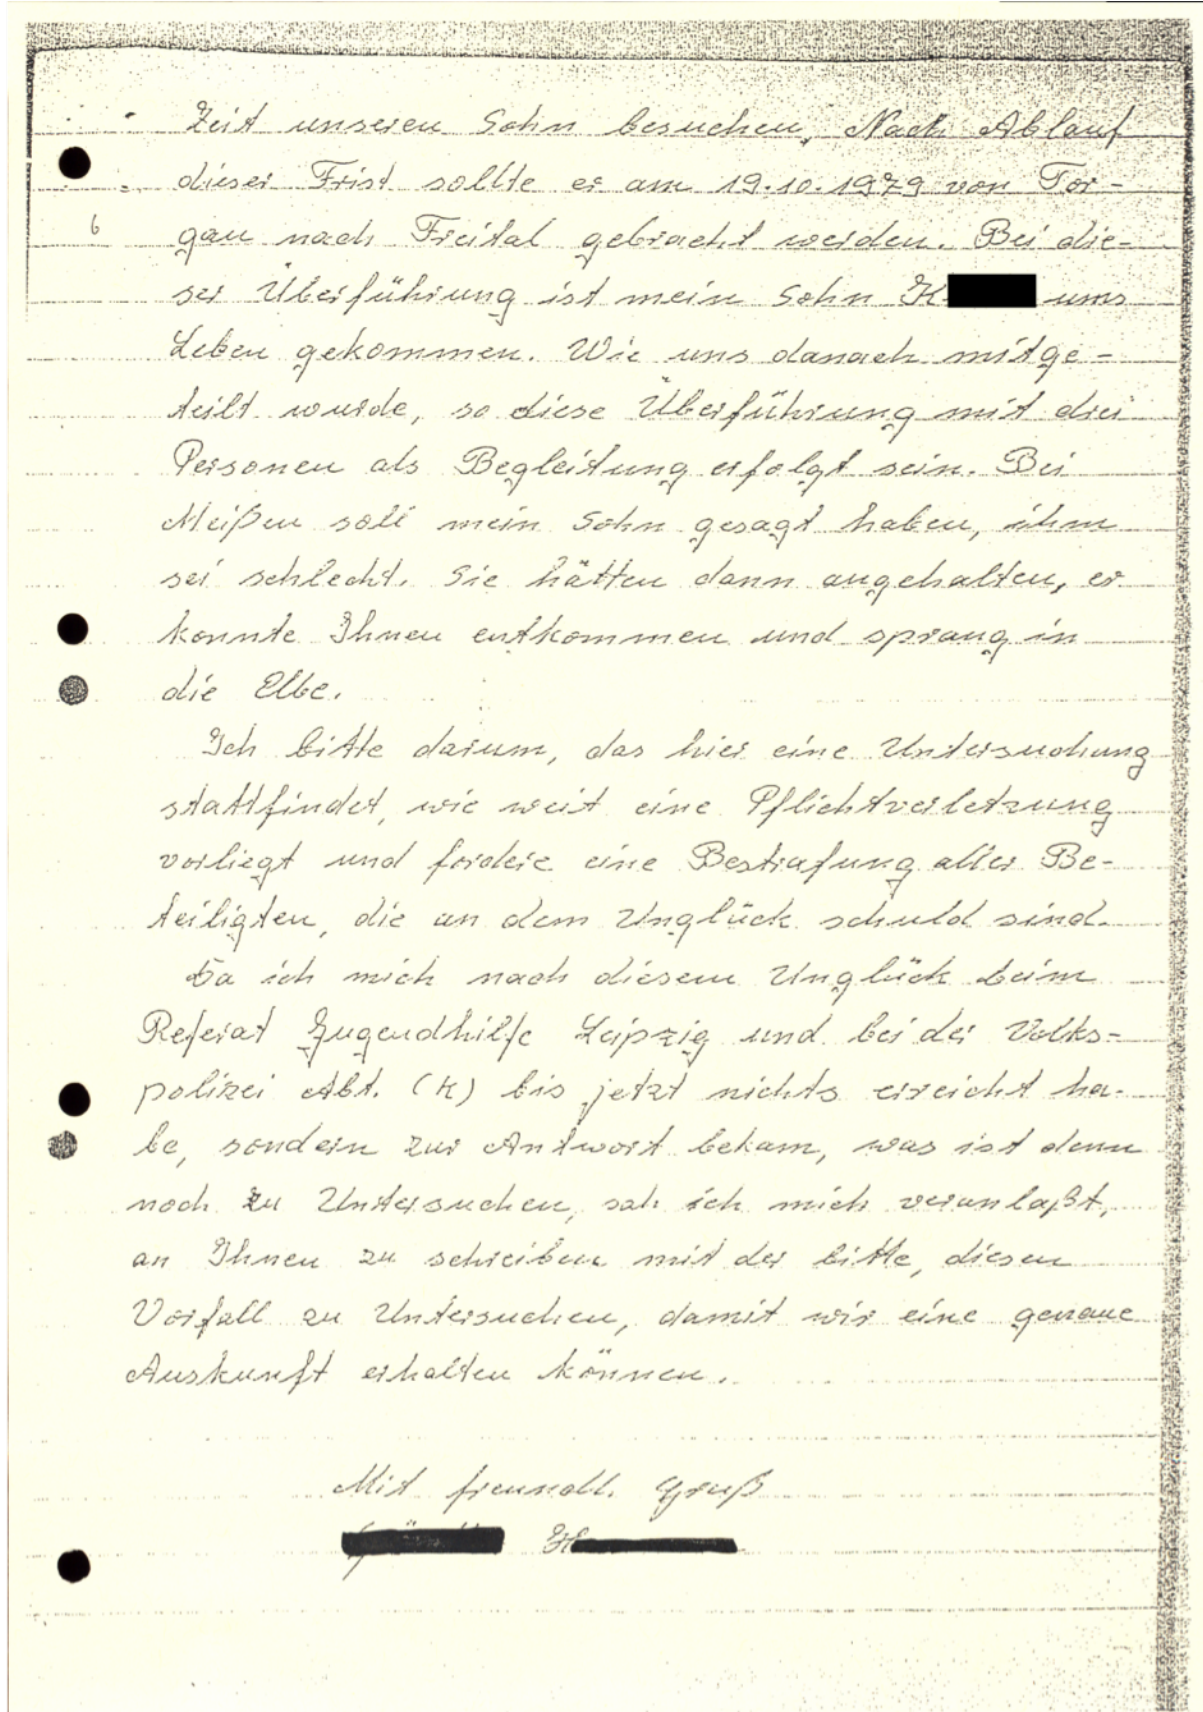 Zeit unseren Sohn besuchen. Nach Ablauf
dieser Frist sollte er am 19.10.1979 von Tor-
6 gau nach Freital gebracht werden. Bei die-
ser Überführung ist mein Sohn K ums
Leben gekommen. Wie uns danach mitge-
teilt wurde, so diese Überführung mit drei
Personen als Begleitung erfolgt sein. Bei
Meißen soll mein Sohn gesagt haben, ihm
sei schlecht. Sie hätten dann angehalten, er
konnte Ihnen entkommen und sprang in
die Elbe.
Ich bitte darum, das hier eine Untersuchung
stattfindet, wie weit eine Pflichtverletzung
vorliegt und fordere eine Bestrafung aller Be-
teiligten, die an dem Unglück schuld sind.
Da ich mich nach diesem Unglück beim
Referat Jugendhilfe Leipzig und bei der Volks-
polizei Abt. (K) bis jetzt nichts erreicht ha-
be, sondern zur Antwort bekam, was ist denn
noch zu Untersuchen, sah ich mich veranlaßt,
an Ihnen zu schreiben mit der bitte, diesen
Vorfall zu Untersuchen, damit wir eine genaue
Auskunft erhalten können.
Mit freundl. Gruß
H